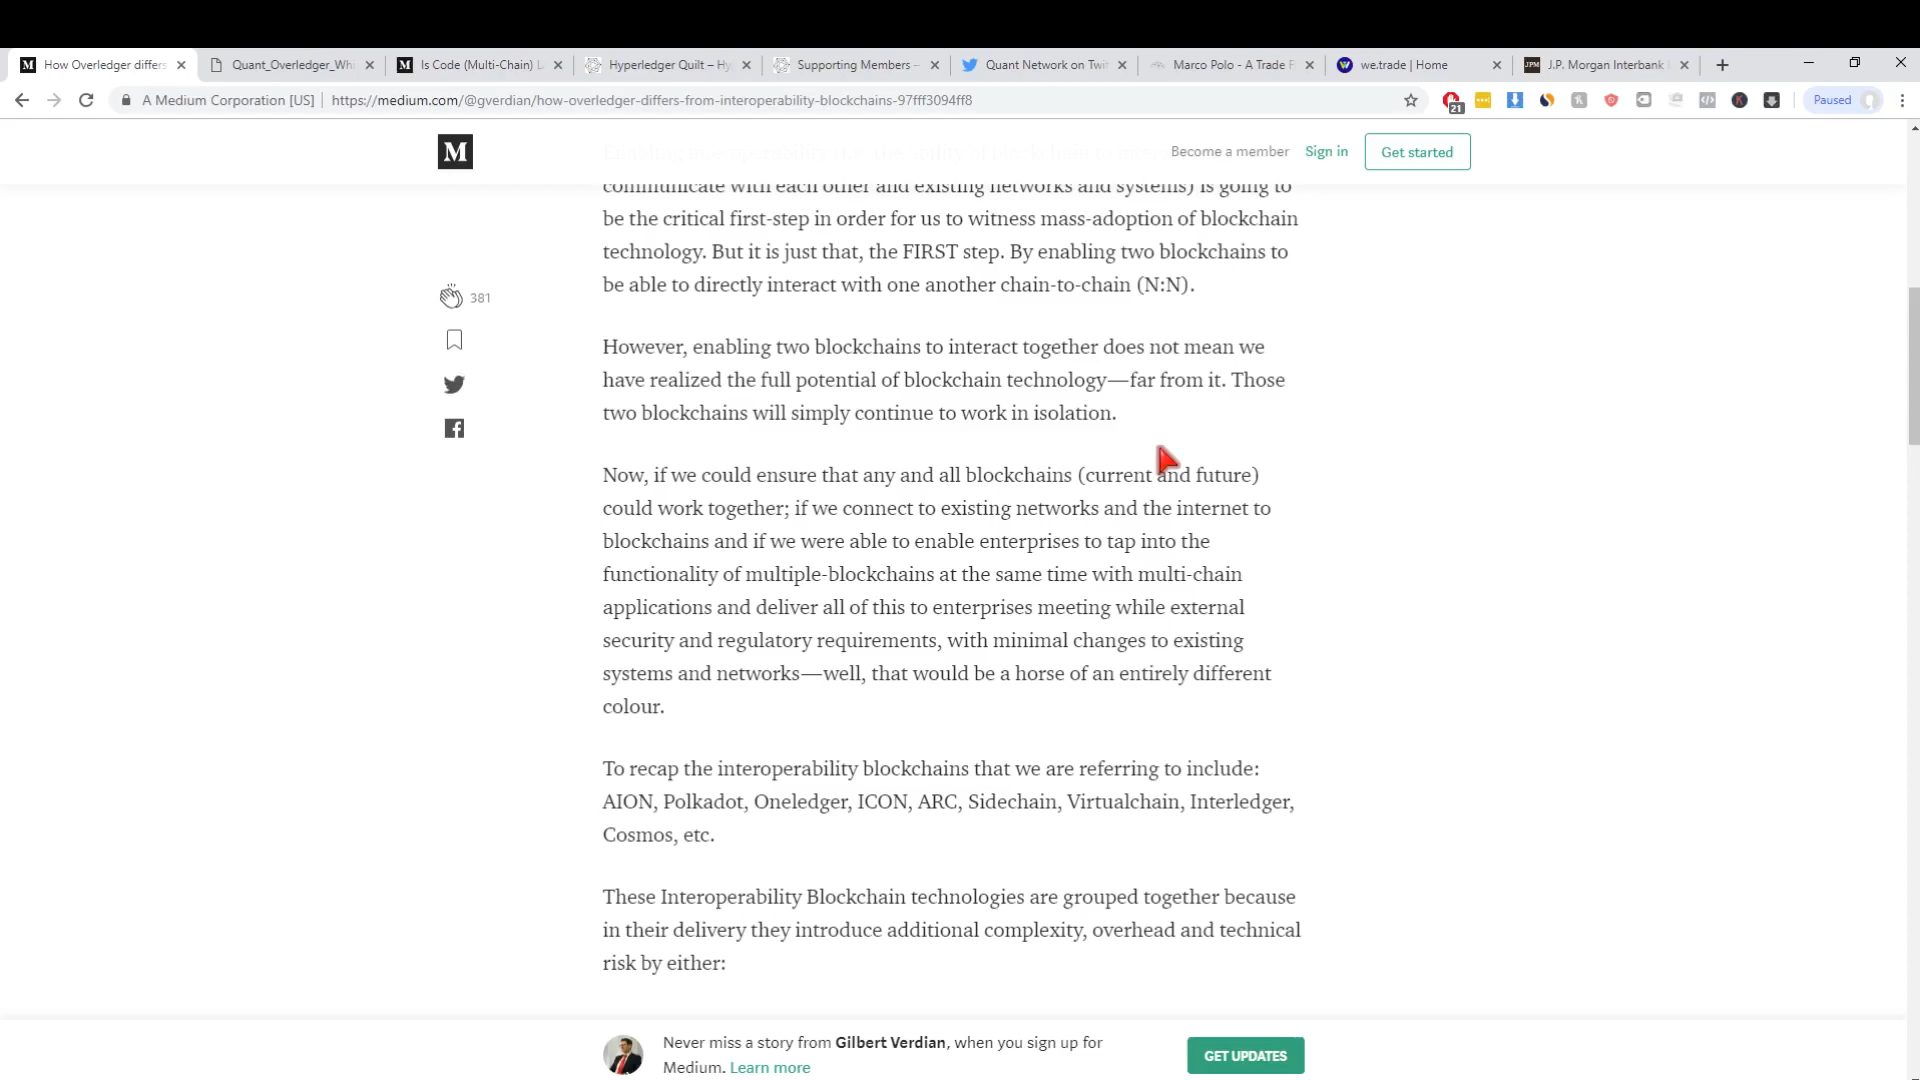 How Overledger differs
Quant_Overledger_Wh
Is Code (Multi-Chain) L
Hyperledger Quilt – Hy
Supporting Members –
Quant Network on Twit
Marco Polo - A Trade F
we.trade | Home
J.P. Morgan Interbank
A Medium Corporation [US] | https://medium.com/@gverdian/how-overledger-differs-from-interoperability-blockchains-97fff3094ff8
21
Paused
M
Become a member
Sign in
Get started
communicate with each other and existing networks and systems) is going to
be the critical first-step in order for us to witness mass-adoption of blockchain
technology. But it is just that, the FIRST step. By enabling two blockchains to
be able to directly interact with one another chain-to-chain (N:N).
381
However, enabling two blockchains to interact together does not mean we
have realized the full potential of blockchain technology—far from it. Those
two blockchains will simply continue to work in isolation.
Now, if we could ensure that any and all blockchains (current and future)
could work together; if we connect to existing networks and the internet to
blockchains and if we were able to enable enterprises to tap into the
functionality of multiple-blockchains at the same time with multi-chain
applications and deliver all of this to enterprises meeting while external
security and regulatory requirements, with minimal changes to existing
systems and networks—well, that would be a horse of an entirely different
colour.
To recap the interoperability blockchains that we are referring to include:
AION, Polkadot, Oneledger, ICON, ARC, Sidechain, Virtualchain, Interledger,
Cosmos, etc.
These Interoperability Blockchain technologies are grouped together because
in their delivery they introduce additional complexity, overhead and technical
risk by either:
Never miss a story from Gilbert Verdian, when you sign up for
Medium. Learn more
GET UPDATES